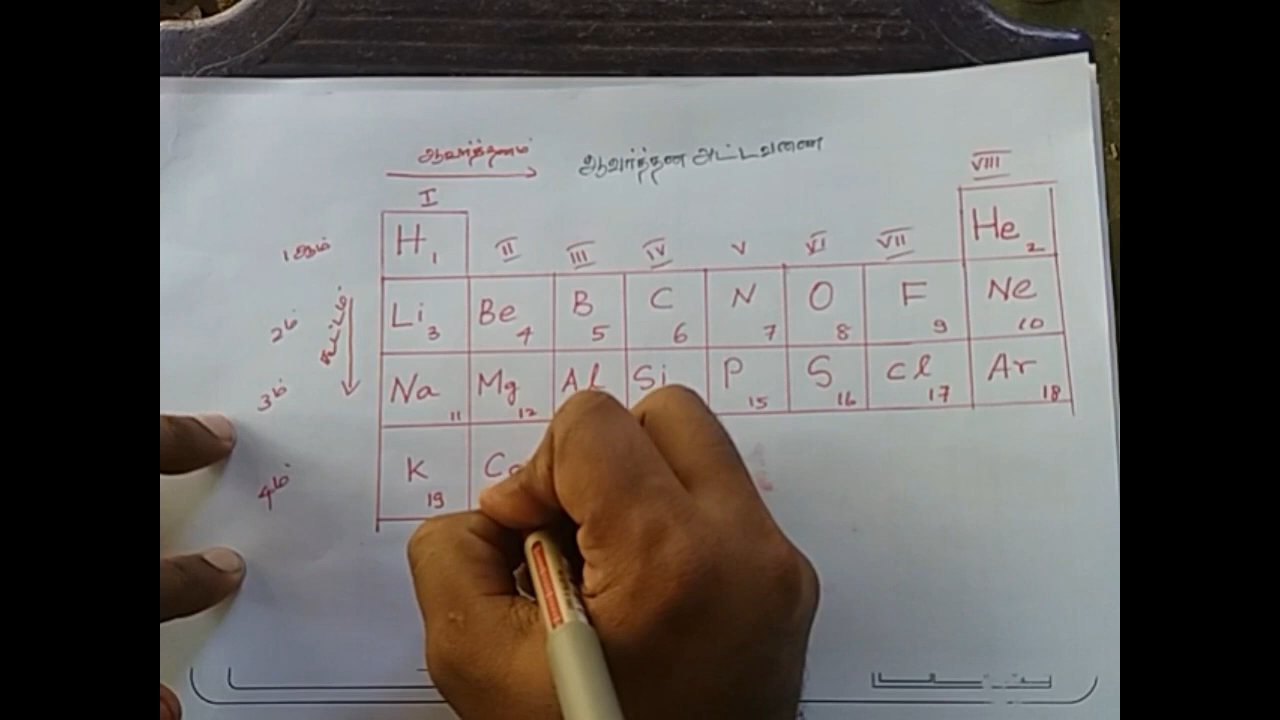 ஆவர்த்தனம் ஆவர்த்தன அட்டவணை
I VIII
1ஆம் H 1 II III IV V VI VII He 2
2ம் Li 3 Be 4 B 5 C 6 N 7 O 8 F 9 Ne 10
கூட்டம்
3ம் Na 11 Mg 12 Al Si P 15 S 16 Cl 17 Ar 18
4ம் K 19 Ca